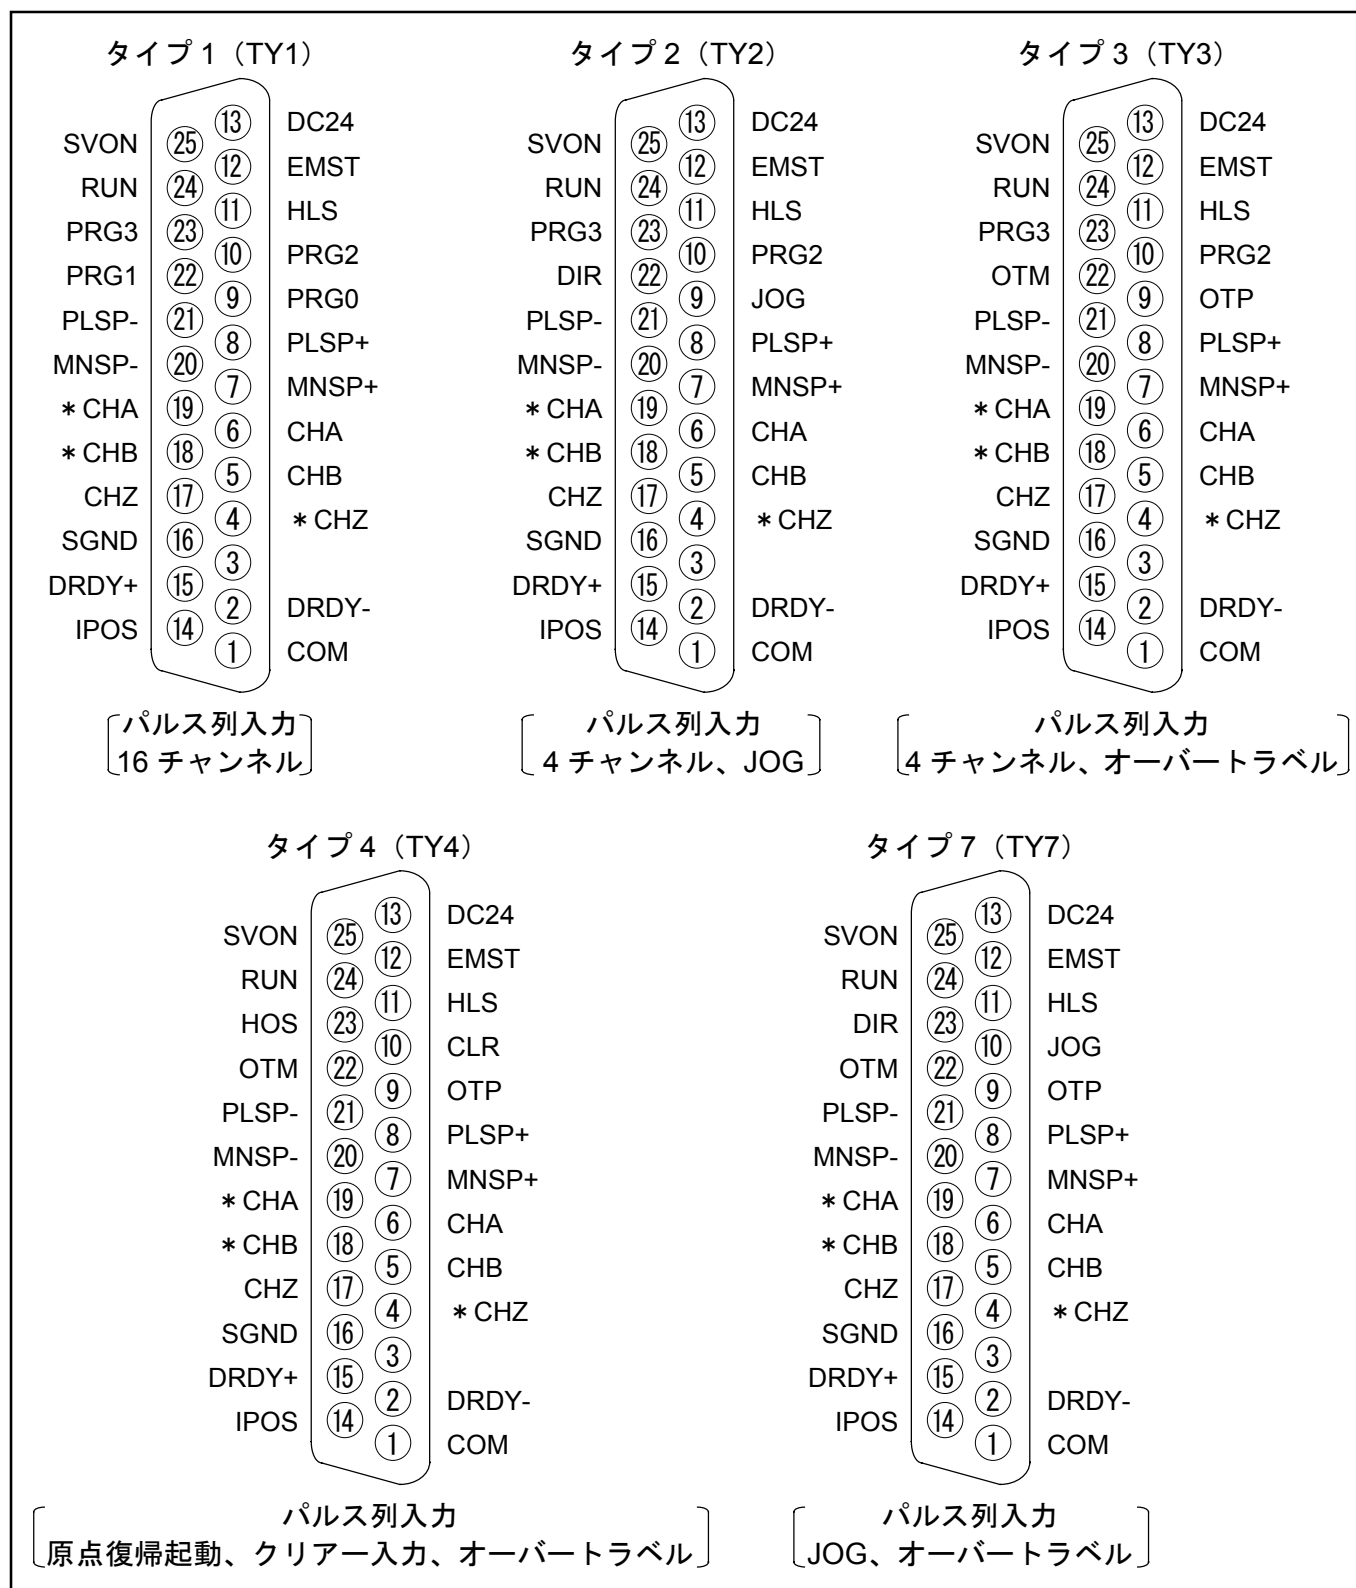 タイプ 1（TY1）
⑬ DC24
SVON ㉕
⑫ EMST
RUN ㉔
⑪ HLS
PRG3 ㉓
⑩ PRG2
PRG1 ㉒
⑨ PRG0
PLSP- ㉑
⑧ PLSP+
MNSP- ⑳
⑦ MNSP+
*CHA ⑲
⑥ CHA
*CHB ⑱
⑤ CHB
CHZ ⑰
④ *CHZ
SGND ⑯
③
DRDY+ ⑮
② DRDY-
IPOS ⑭
① COM
パルス列入力
16 チャンネル
タイプ 2（TY2）
⑬ DC24
SVON ㉕
⑫ EMST
RUN ㉔
⑪ HLS
PRG3 ㉓
⑩ PRG2
DIR ㉒
⑨ JOG
PLSP- ㉑
⑧ PLSP+
MNSP- ⑳
⑦ MNSP+
*CHA ⑲
⑥ CHA
*CHB ⑱
⑤ CHB
CHZ ⑰
④ *CHZ
SGND ⑯
③
DRDY+ ⑮
② DRDY-
IPOS ⑭
① COM
パルス列入力
4 チャンネル、JOG
タイプ 3（TY3）
⑬ DC24
SVON ㉕
⑫ EMST
RUN ㉔
⑪ HLS
PRG3 ㉓
⑩ PRG2
OTM ㉒
⑨ OTP
PLSP- ㉑
⑧ PLSP+
MNSP- ⑳
⑦ MNSP+
*CHA ⑲
⑥ CHA
*CHB ⑱
⑤ CHB
CHZ ⑰
④ *CHZ
SGND ⑯
③
DRDY+ ⑮
② DRDY-
IPOS ⑭
① COM
パルス列入力
4 チャンネル、オーバートラベル
タイプ 4（TY4）
⑬ DC24
SVON ㉕
⑫ EMST
RUN ㉔
⑪ HLS
HOS ㉓
⑩ CLR
OTM ㉒
⑨ OTP
PLSP- ㉑
⑧ PLSP+
MNSP- ⑳
⑦ MNSP+
*CHA ⑲
⑥ CHA
*CHB ⑱
⑤ CHB
CHZ ⑰
④ *CHZ
SGND ⑯
③
DRDY+ ⑮
② DRDY-
IPOS ⑭
① COM
パルス列入力
原点復帰起動、クリアー入力、オーバートラベル
タイプ 7（TY7）
⑬ DC24
SVON ㉕
⑫ EMST
RUN ㉔
⑪ HLS
DIR ㉓
⑩ JOG
OTM ㉒
⑨ OTP
PLSP- ㉑
⑧ PLSP+
MNSP- ⑳
⑦ MNSP+
*CHA ⑲
⑥ CHA
*CHB ⑱
⑤ CHB
CHZ ⑰
④ *CHZ
SGND ⑯
③
DRDY+ ⑮
② DRDY-
IPOS ⑭
① COM
パルス列入力
JOG、オーバートラベル